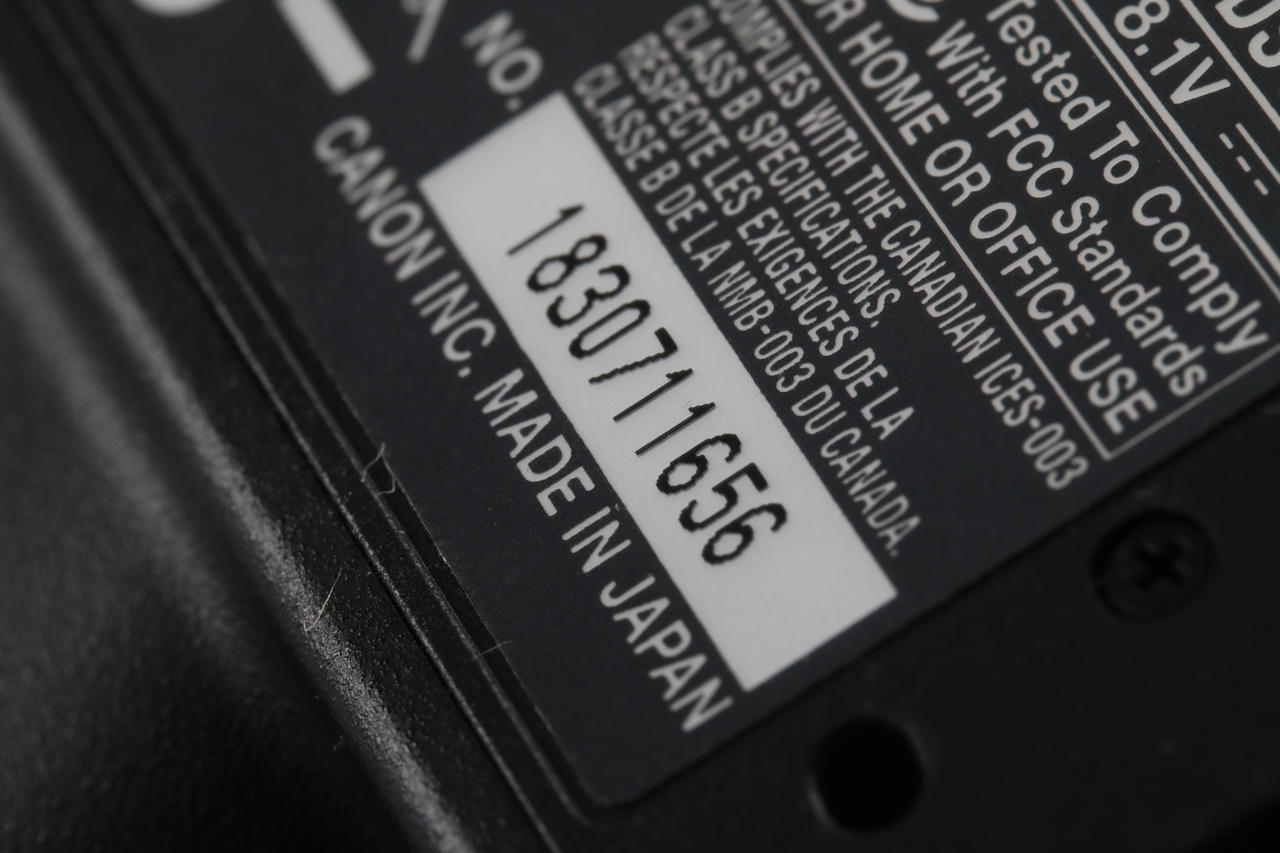 8.1V
Tested To Comply
With FCC Standards
OR HOME OR OFFICE USE
COMPLIES WITH THE CANADIAN ICES-003
CLASS B SPECIFICATIONS.
RESPECTE LES EXIGENCES DE LA
CLASSE B DE LA NMB-003 DU CANADA.
NO.
1830711656
CANON INC. MADE IN JAPAN